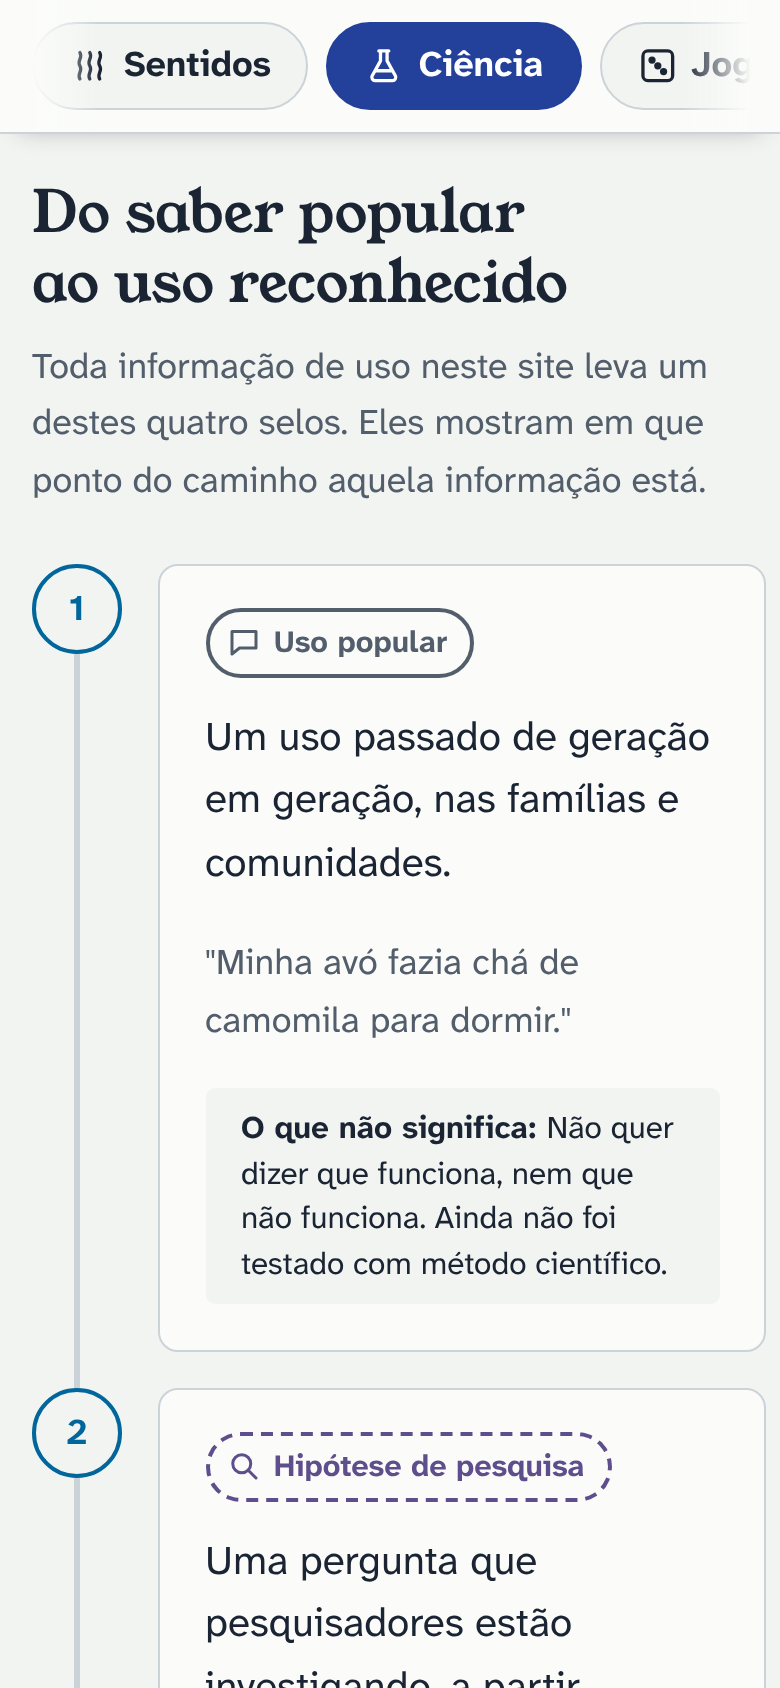 Sentidos
Ciência
Jog
Do saber popular
ao uso reconhecido
Toda informação de uso neste site leva um
destes quatro selos. Eles mostram em que
ponto do caminho aquela informação está.
1
Uso popular
Um uso passado de geração
em geração, nas famílias e
comunidades.
"Minha avó fazia chá de
camomila para dormir."
O que não significa: Não quer
dizer que funciona, nem que
não funciona. Ainda não foi
testado com método científico.
2
Hipótese de pesquisa
Uma pergunta que
pesquisadores estão
investigando, a partir